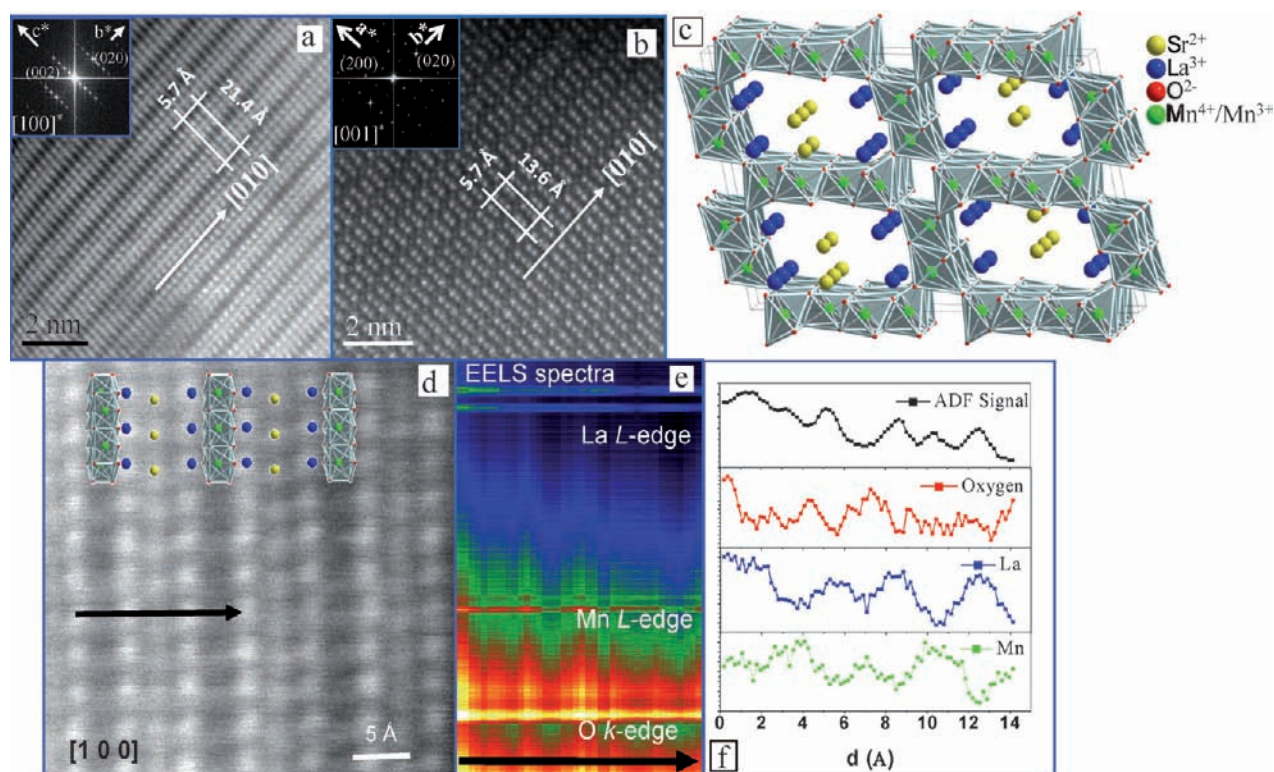 c*
b*
(020)
(002)
[100]*
a
5.7 Å
21.4 Å
[010]
2 nm
a*
b*
(200)
(020)
[001]*
b
5.7 Å
13.6 Å
[010]
2 nm
c
Sr2+
La3+
O2-
Mn4+/Mn3+
d
[1 0 0]
5 Å
EELS spectra
e
La L-edge
Mn L-edge
O k-edge
ADF Signal
Oxygen
La
Mn
0 2 4 6 8 10 12 14
f
d (A)